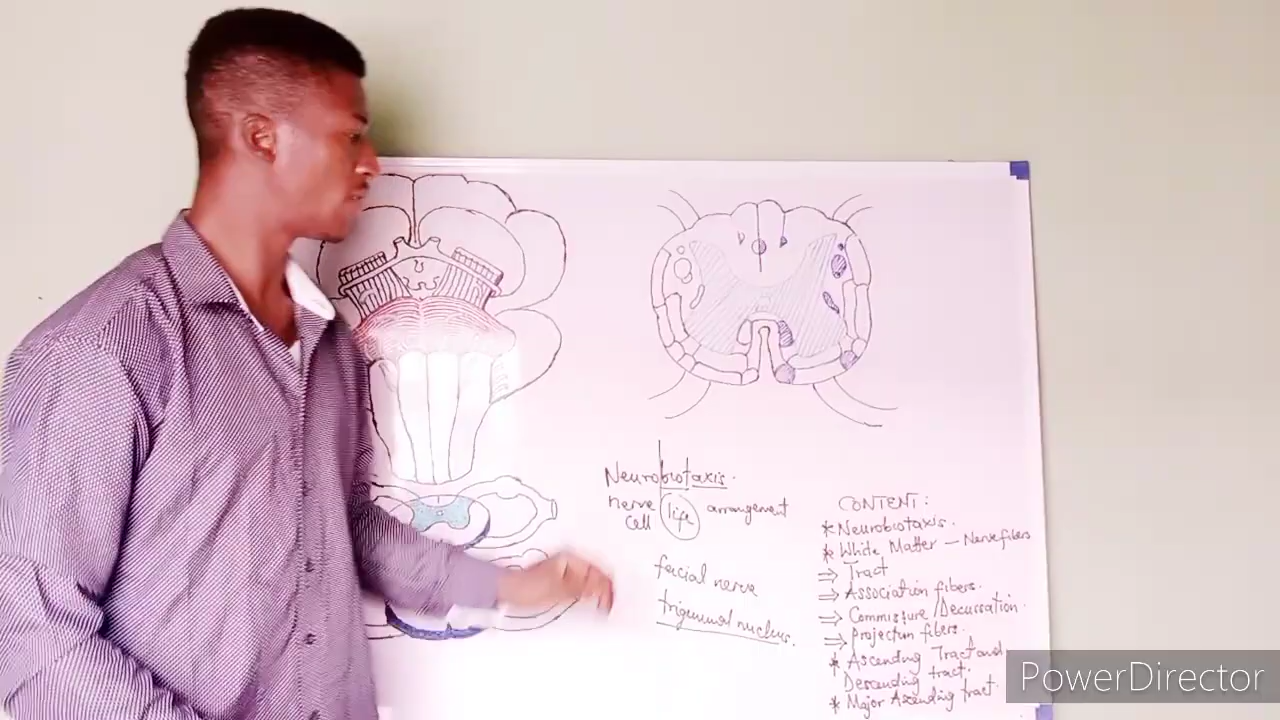 Neurobiotaxis.
nerve life arrangement
cell
facial nerve
trigeminal nucleus.
CONTENT:
* Neurobiotaxis.
* White Matter – Nerve fibers
⇒ Tract
⇒ Association fibers.
⇒ Commissure / Decussation.
⇒ Projection fibers.
* Ascending Tract and
Descending tract.
* Major Ascending tract.
PowerDirector